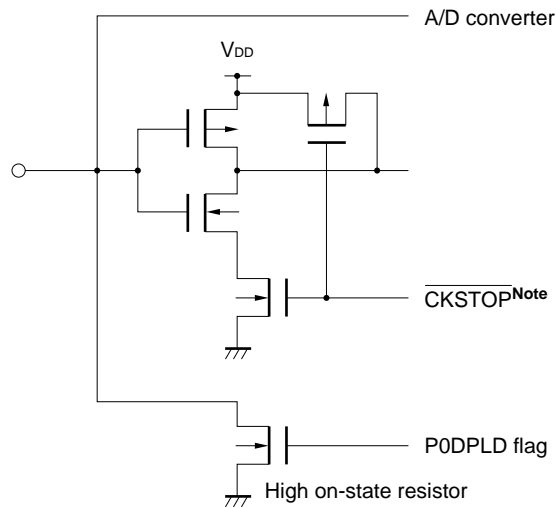 A/D converter
VDD
CKSTOPNote
P0DPLD flag
High on-state resistor